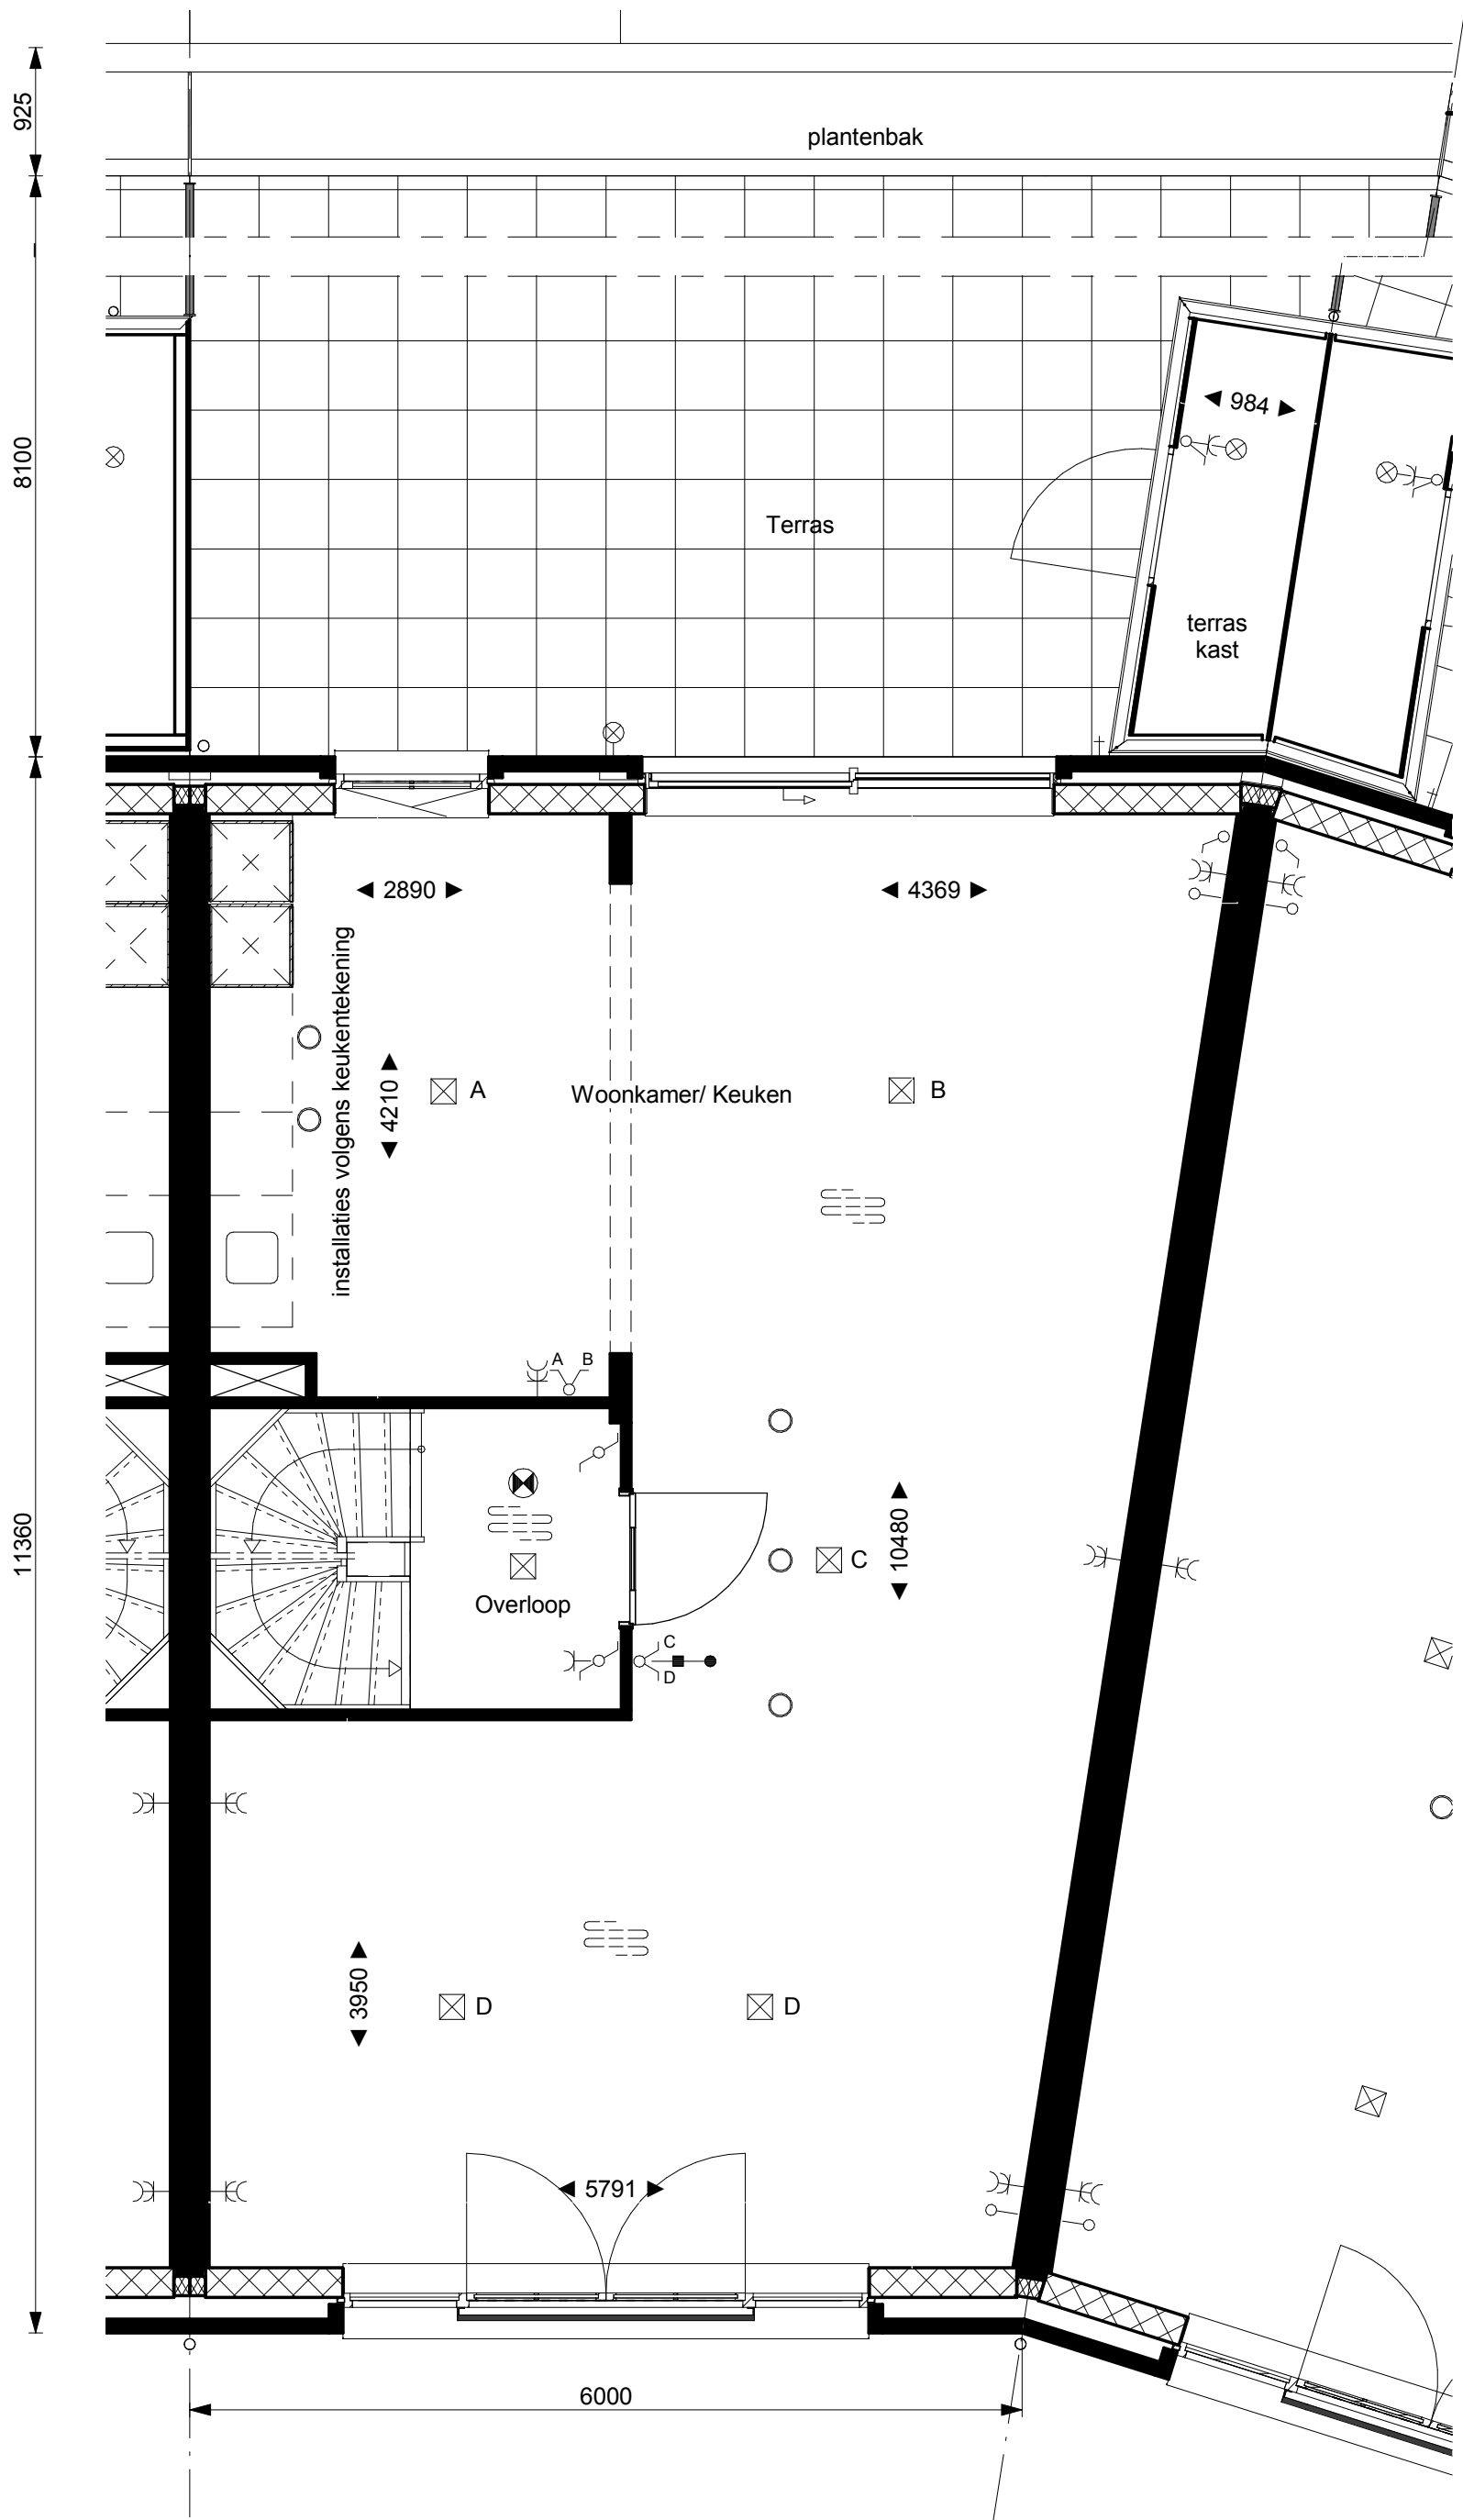 925
plantenbak
8100
984
Terras
terras
kast
2890
4369
installaties volgens keukentekening
4210
A
Woonkamer/ Keuken
B
A B
11360
10480
C
Overloop
C
D
3950
D
D
5791
6000